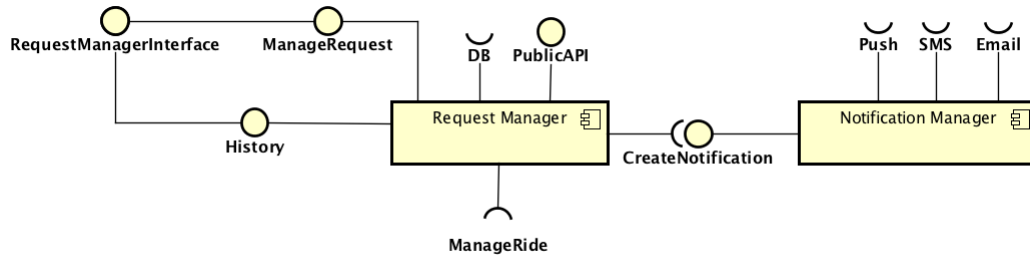 RequestManagerInterface
ManageRequest
DB
PublicAPI
Push
SMS
Email
Request Manager
Notification Manager
History
CreateNotification
ManageRide